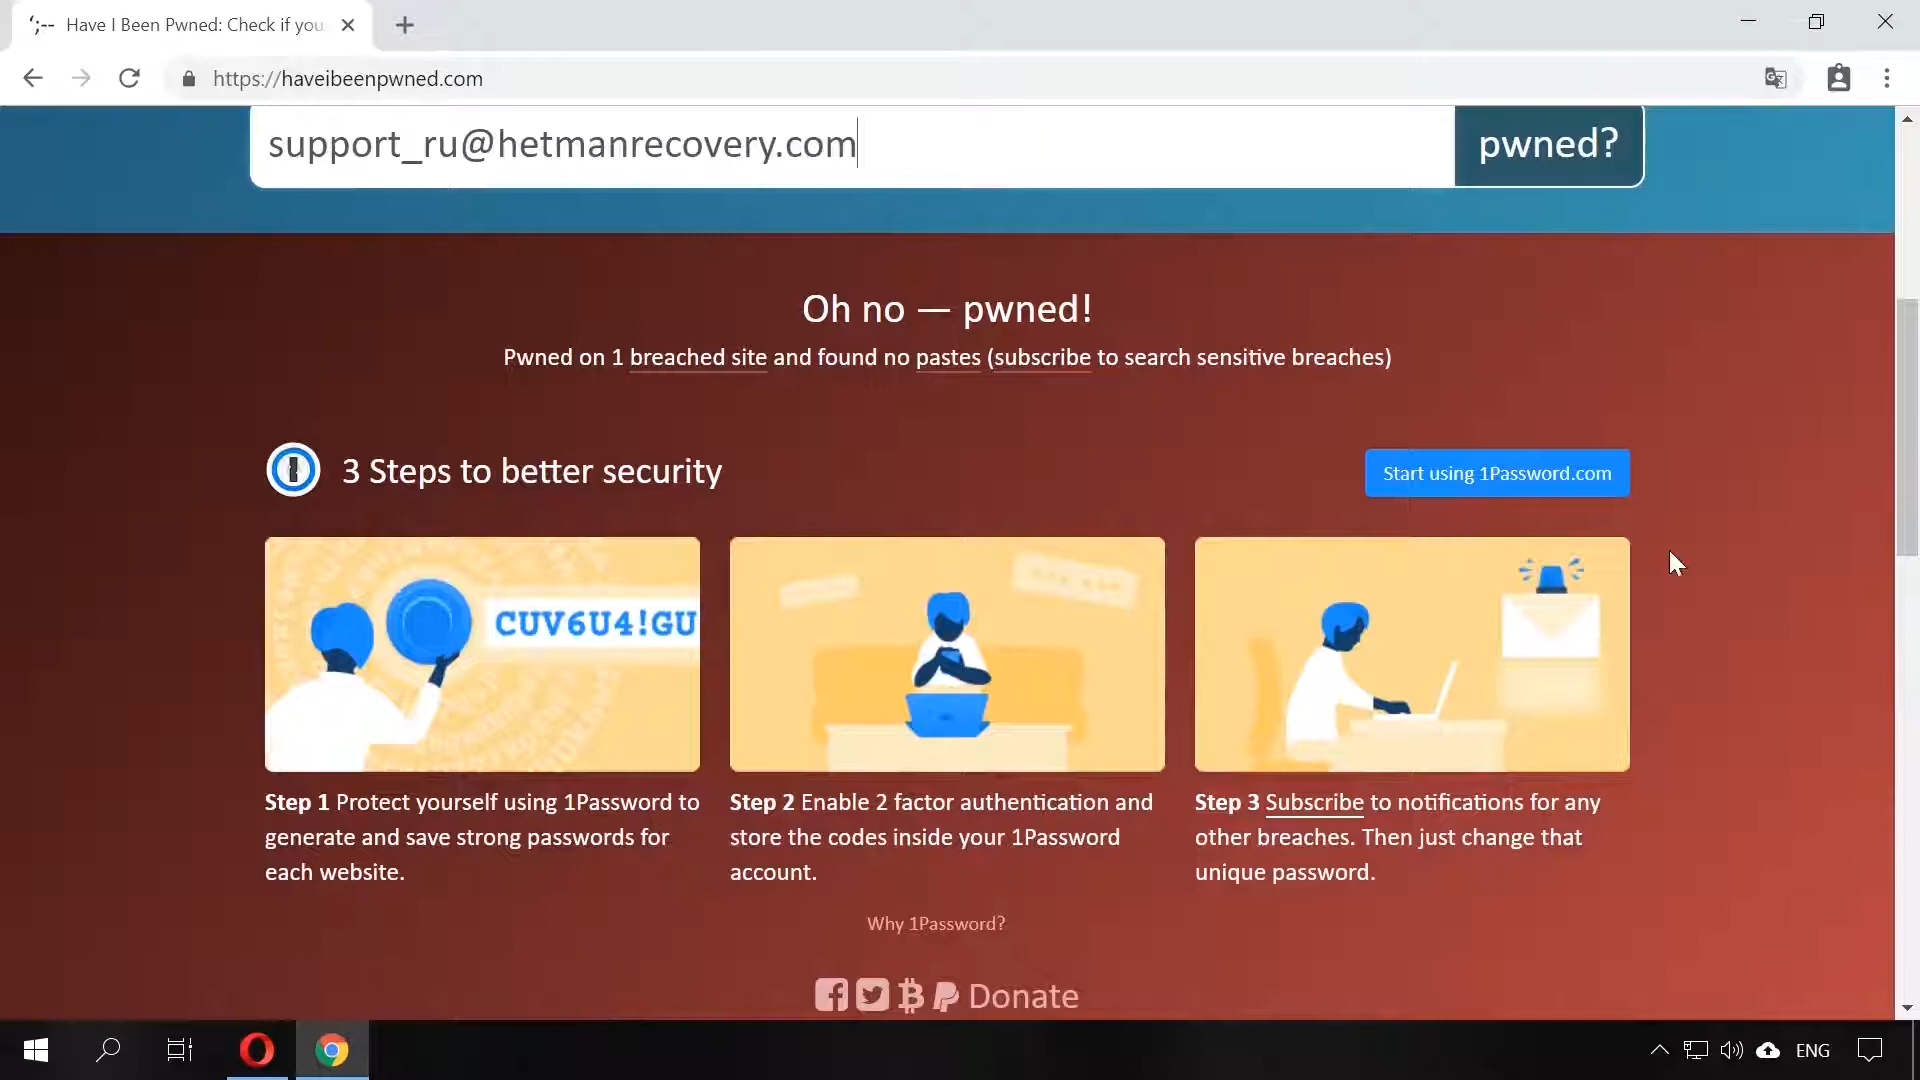 Have I Been Pwned: Check if you
https://haveibeenpwned.com
support_ru@hetmanrecovery.com
pwned?
Oh no — pwned!
Pwned on 1 breached site and found no pastes (subscribe to search sensitive breaches)
3 Steps to better security
Start using 1Password.com
CUV6U4!GU
Step 1 Protect yourself using 1Password to
generate and save strong passwords for
each website.
Step 2 Enable 2 factor authentication and
store the codes inside your 1Password
account.
Step 3 Subscribe to notifications for any
other breaches. Then just change that
unique password.
Why 1Password?
Donate
ENG